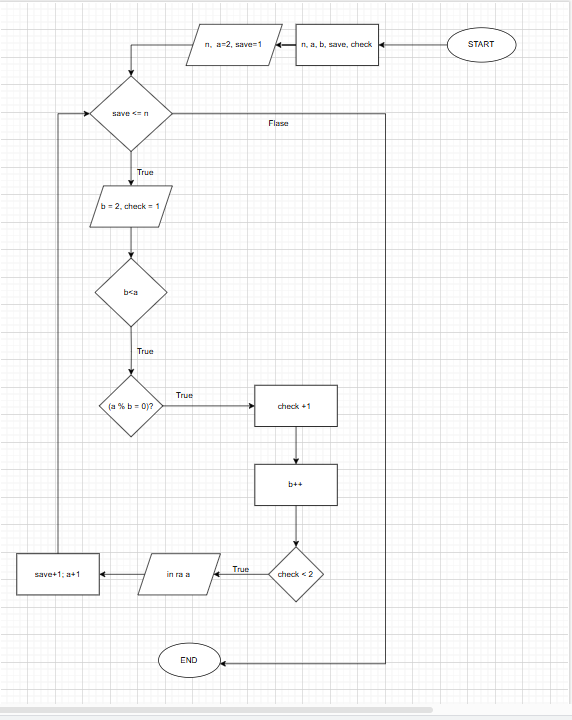 START
n, a, b, save, check
n, a=2, save=1
save <= n
Flase
True
b = 2, check = 1
b<a
True
(a % b = 0)?
True
check +1
b++
check < 2
True
in ra a
save+1; a+1
END